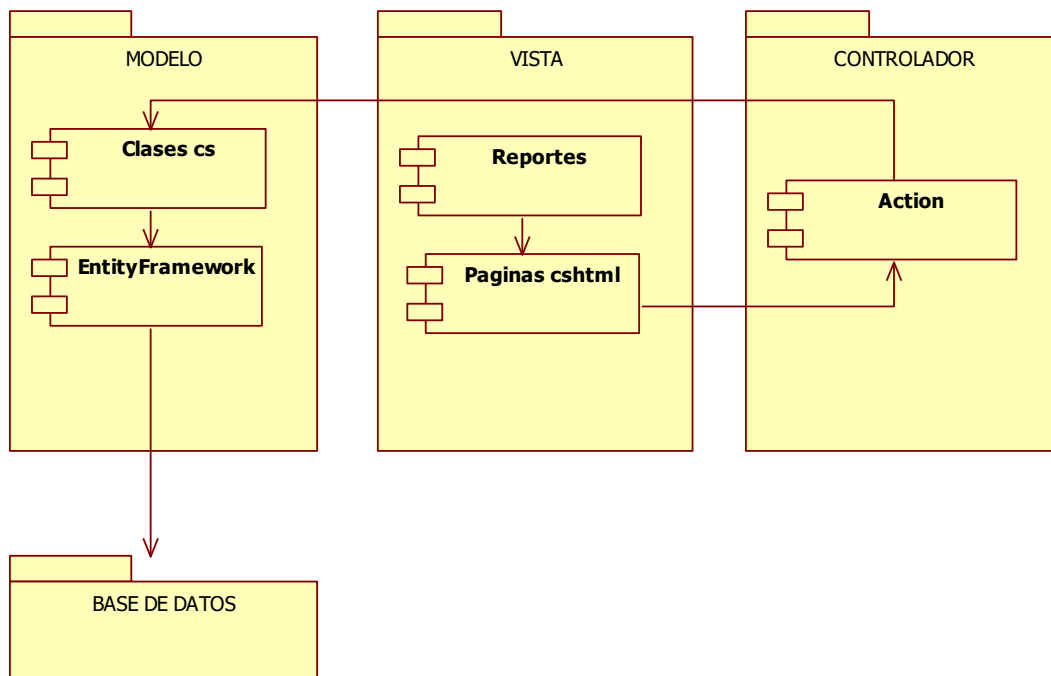 MODELO
VISTA
CONTROLADOR
Clases cs
Reportes
Action
EntityFramework
Paginas cshtml
BASE DE DATOS